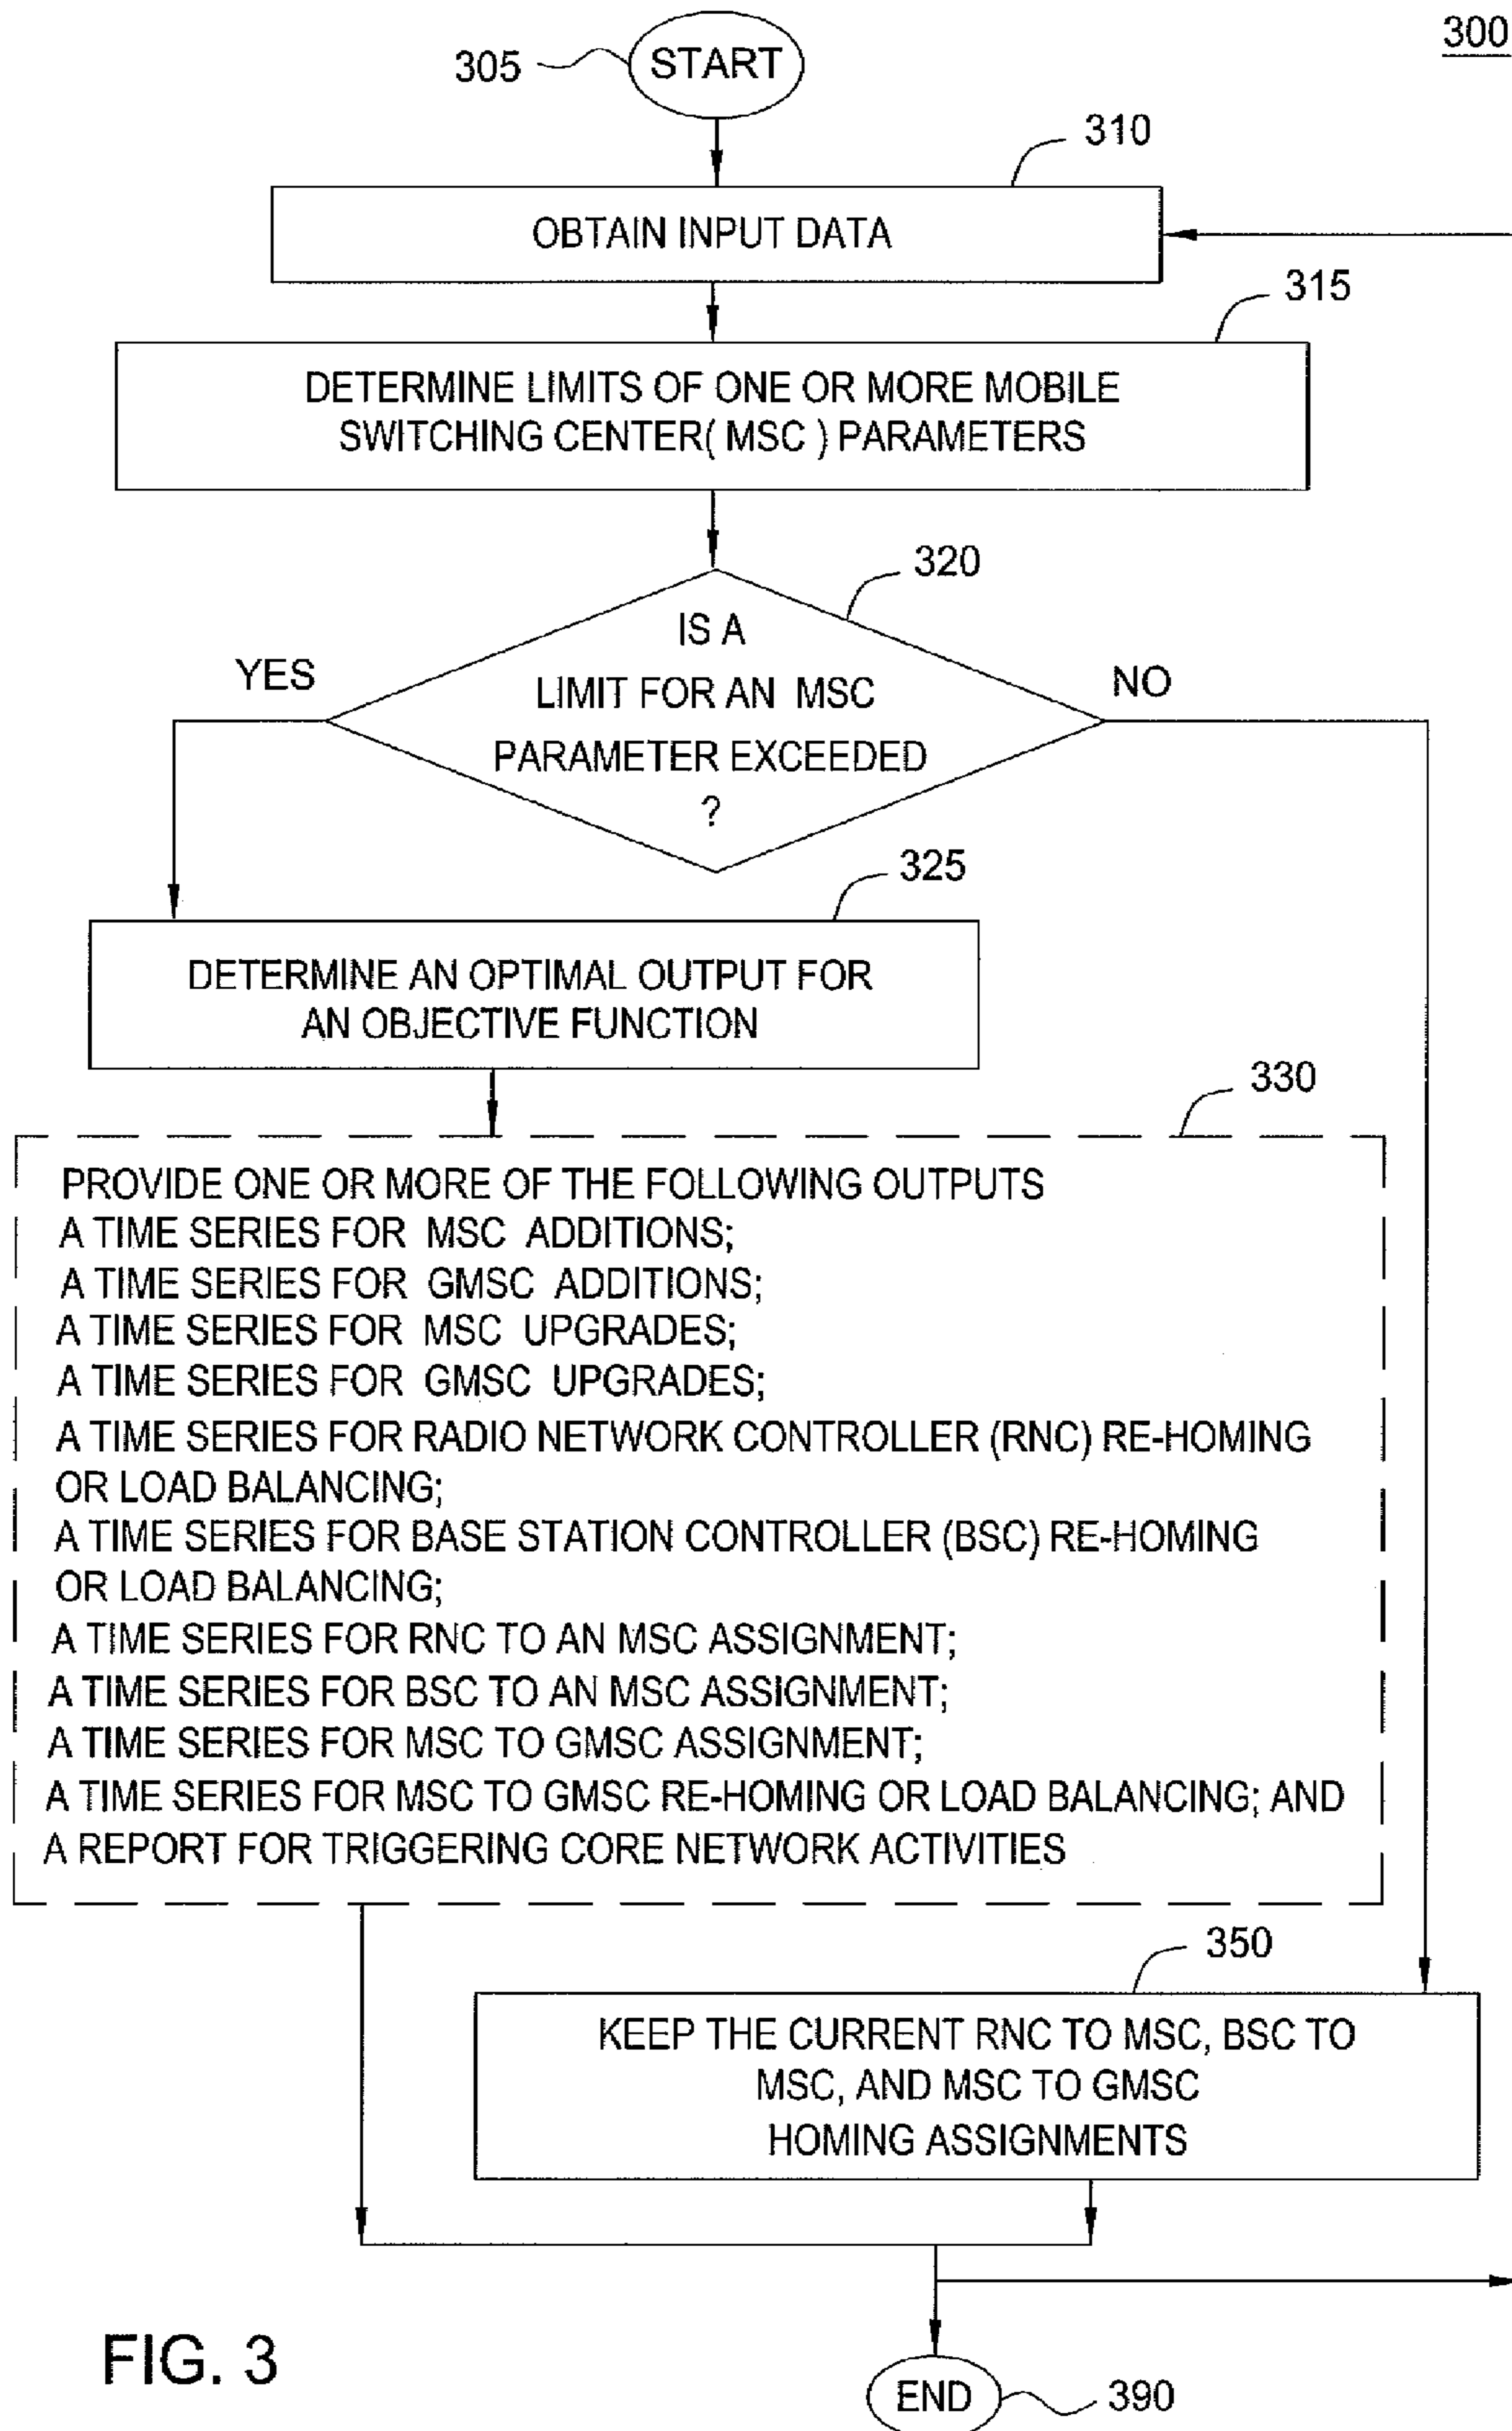 300
305
START
310
OBTAIN INPUT DATA
315
DETERMINE LIMITS OF ONE OR MORE MOBILE
SWITCHING CENTER( MSC ) PARAMETERS
320
IS A
LIMIT FOR AN MSC
PARAMETER EXCEEDED
?
YES
NO
325
DETERMINE AN OPTIMAL OUTPUT FOR
AN OBJECTIVE FUNCTION
330
PROVIDE ONE OR MORE OF THE FOLLOWING OUTPUTS
A TIME SERIES FOR MSC ADDITIONS;
A TIME SERIES FOR GMSC ADDITIONS;
A TIME SERIES FOR MSC UPGRADES;
A TIME SERIES FOR GMSC UPGRADES;
A TIME SERIES FOR RADIO NETWORK CONTROLLER (RNC) RE-HOMING
OR LOAD BALANCING;
A TIME SERIES FOR BASE STATION CONTROLLER (BSC) RE-HOMING
OR LOAD BALANCING;
A TIME SERIES FOR RNC TO AN MSC ASSIGNMENT;
A TIME SERIES FOR BSC TO AN MSC ASSIGNMENT;
A TIME SERIES FOR MSC TO GMSC ASSIGNMENT;
A TIME SERIES FOR MSC TO GMSC RE-HOMING OR LOAD BALANCING; AND
A REPORT FOR TRIGGERING CORE NETWORK ACTIVITIES
350
KEEP THE CURRENT RNC TO MSC, BSC TO
MSC, AND MSC TO GMSC
HOMING ASSIGNMENTS
FIG. 3
END
390